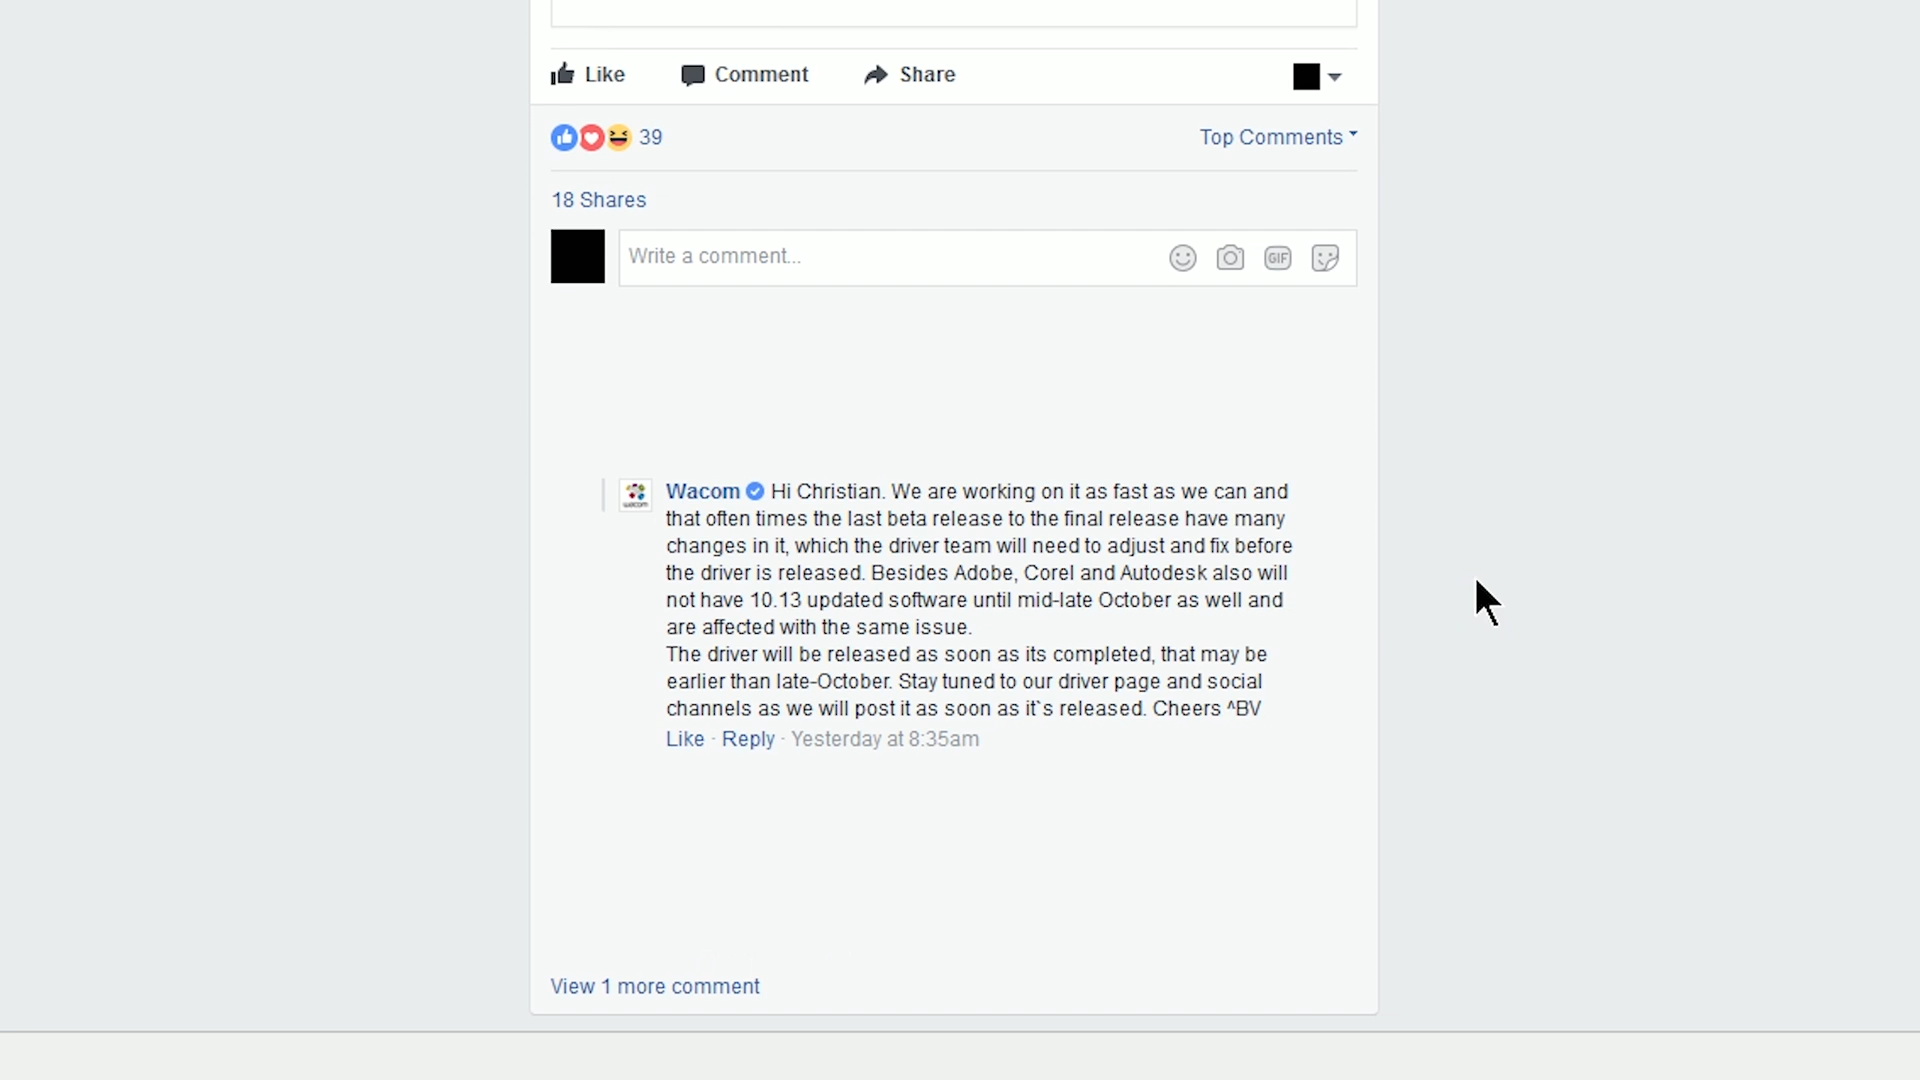 Like Comment Share
39 Top Comments
18 Shares
Write a comment... GIF
wacom
Wacom Hi Christian. We are working on it as fast as we can and
that often times the last beta release to the final release have many
changes in it, which the driver team will need to adjust and fix before
the driver is released. Besides Adobe, Corel and Autodesk also will
not have 10.13 updated software until mid-late October as well and
are affected with the same issue.
The driver will be released as soon as its completed, that may be
earlier than late-October. Stay tuned to our driver page and social
channels as we will post it as soon as it`s released. Cheers ^BV
Like · Reply · Yesterday at 8:35am
View 1 more comment